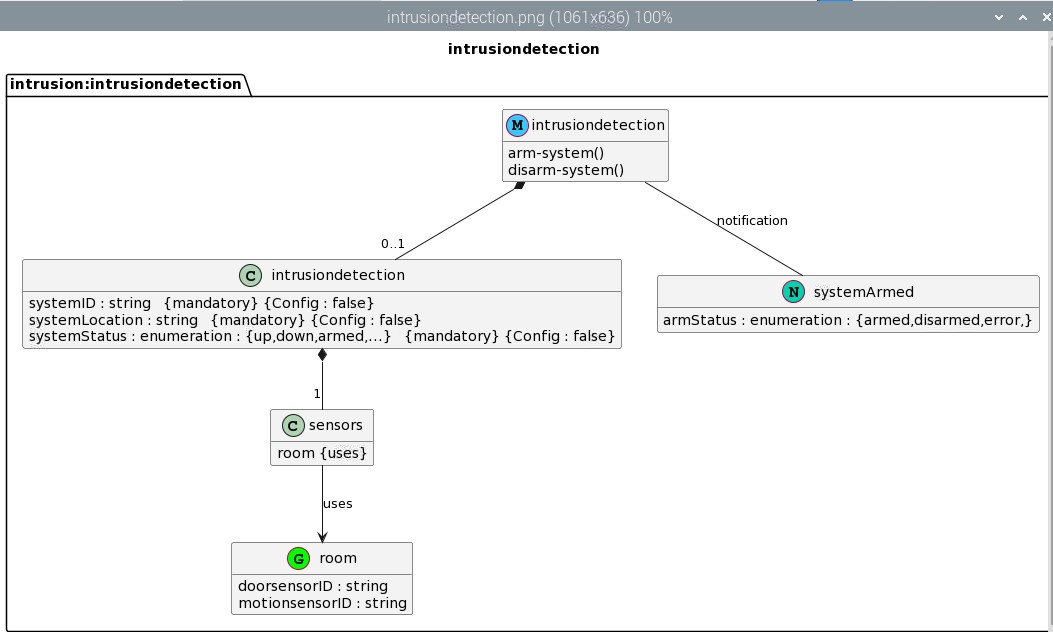 intrusiondetection.png (1061x636) 100%
intrusiondetection
intrusion:intrusiondetection
M intrusiondetection
arm-system()
disarm-system()
notification
0..1
C intrusiondetection
systemID : string {mandatory} {Config : false}
systemLocation : string {mandatory} {Config : false}
systemStatus : enumeration : {up,down,armed,...} {mandatory} {Config : false}
N systemArmed
armStatus : enumeration : {armed,disarmed,error,}
1
C sensors
room {uses}
uses
G room
doorsensorID : string
motionsensorID : string